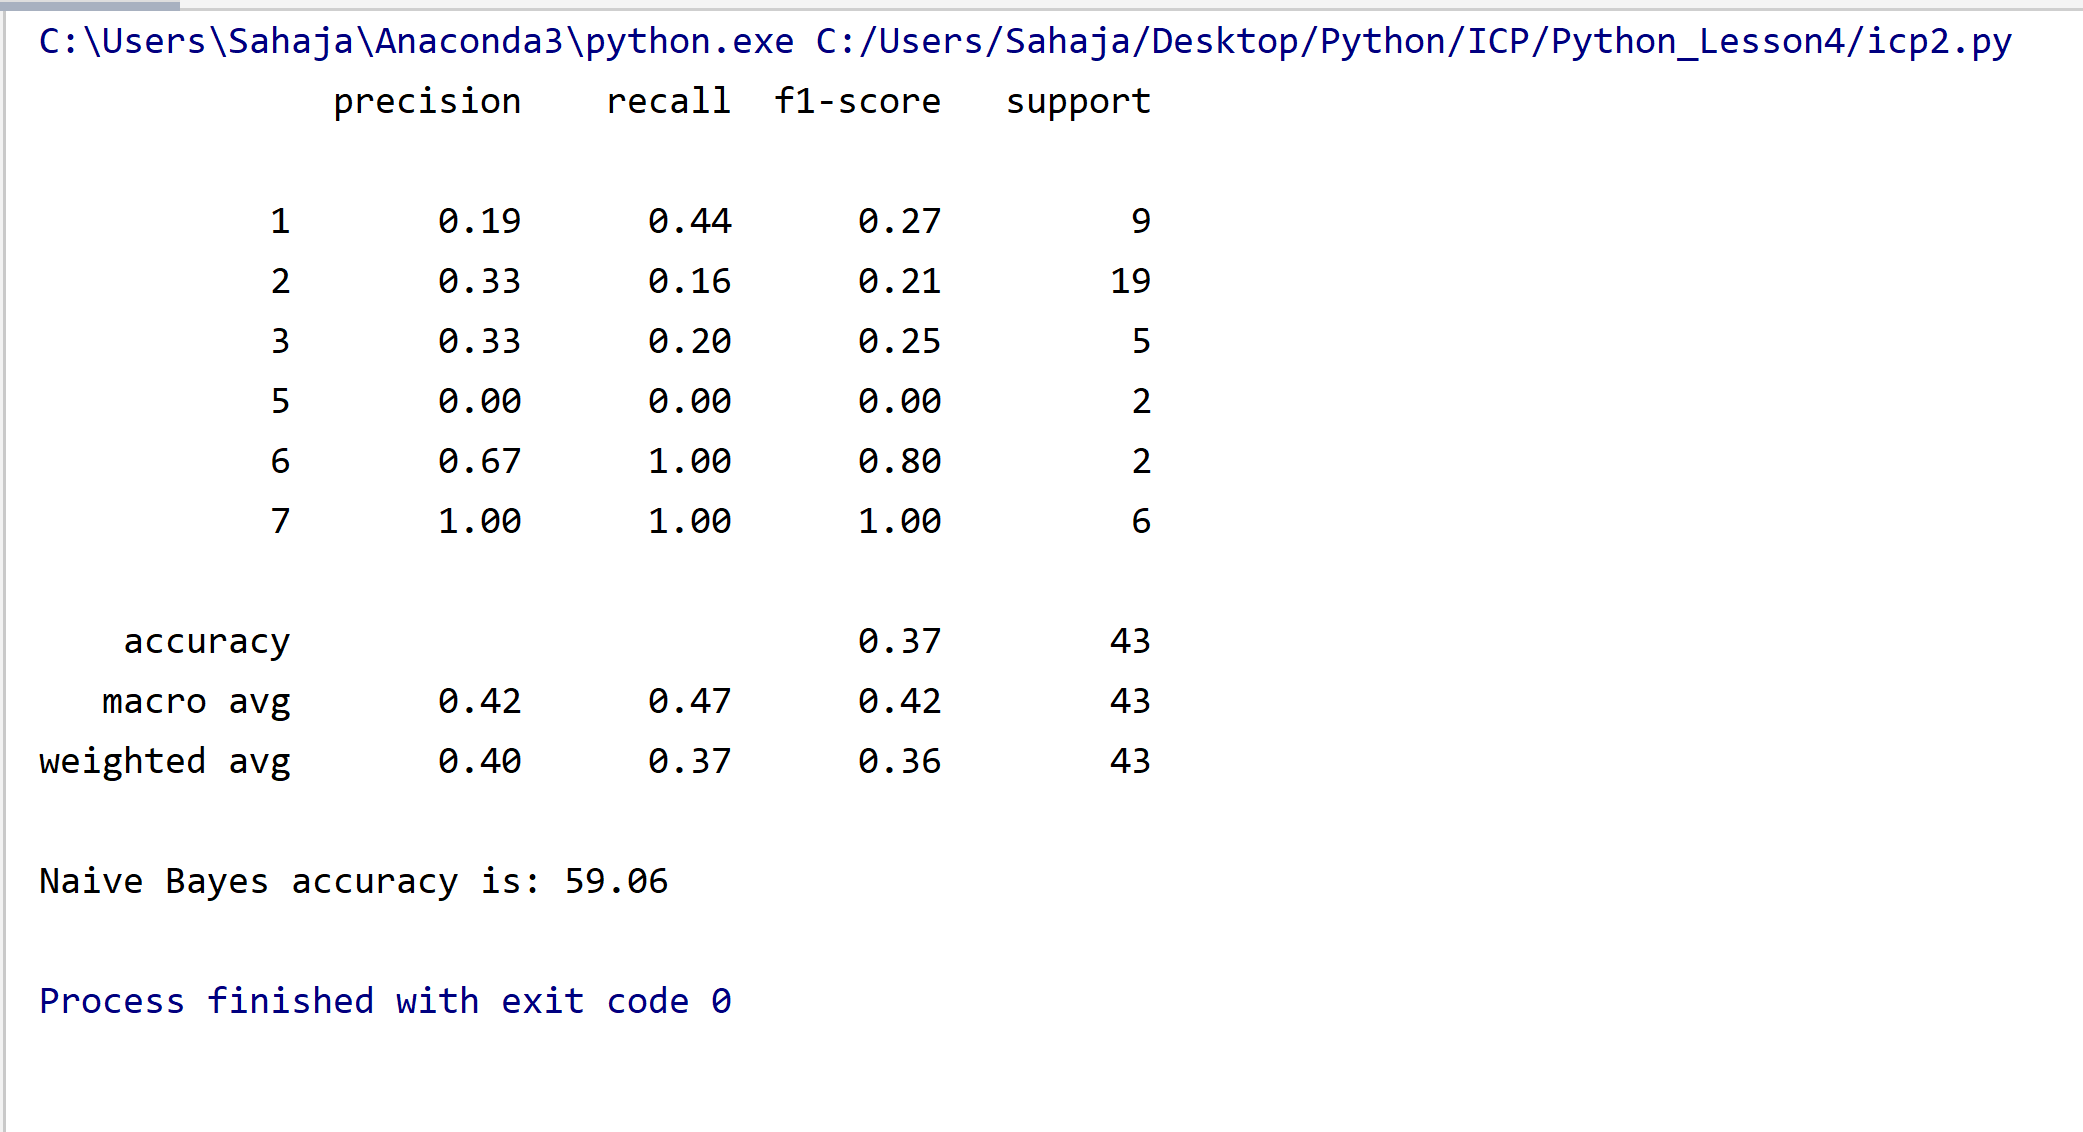 C:\Users\Sahaja\Anaconda3\python.exe C:/Users/Sahaja/Desktop/Python/ICP/Python_Lesson4/icp2.py
              precision    recall  f1-score   support

           1       0.19      0.44      0.27         9
           2       0.33      0.16      0.21        19
           3       0.33      0.20      0.25         5
           5       0.00      0.00      0.00         2
           6       0.67      1.00      0.80         2
           7       1.00      1.00      1.00         6

    accuracy                           0.37        43
   macro avg       0.42      0.47      0.42        43
weighted avg       0.40      0.37      0.36        43

Naive Bayes accuracy is: 59.06

Process finished with exit code 0